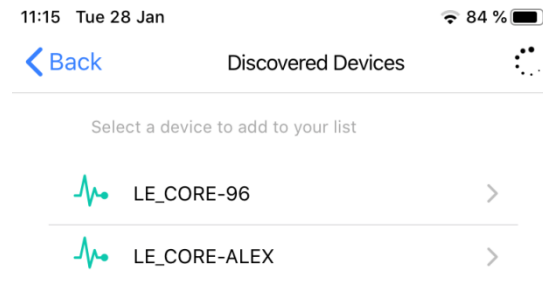 11:15 Tue 28 Jan 84 %
Back Discovered Devices
Select a device to add to your list
LE_CORE-96
LE_CORE-ALEX